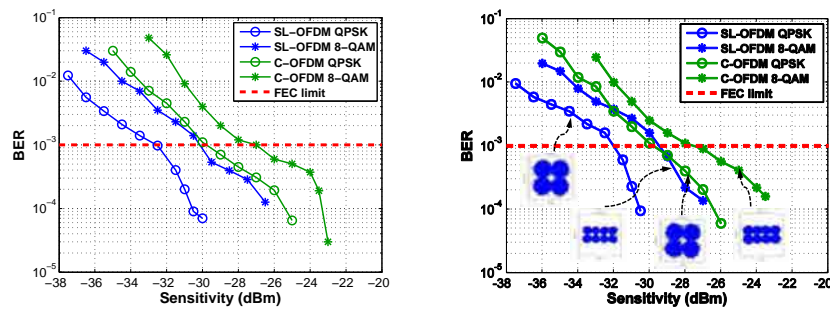 10⁻¹
10⁻²
10⁻³
10⁻⁴
10⁻⁵
BER
SL-OFDM QPSK
SL-OFDM 8-QAM
C-OFDM QPSK
C-OFDM 8-QAM
FEC limit
-38 -36 -34 -32 -30 -28 -26 -24 -22 -20
Sensitivity (dBm)
10⁻¹
10⁻²
10⁻³
10⁻⁴
10⁻⁵
BER
SL-OFDM QPSK
SL-OFDM 8-QAM
C-OFDM QPSK
C-OFDM 8-QAM
FEC limit
-38 -36 -34 -32 -30 -28 -26 -24 -22 -20
Sensitivity (dBm)